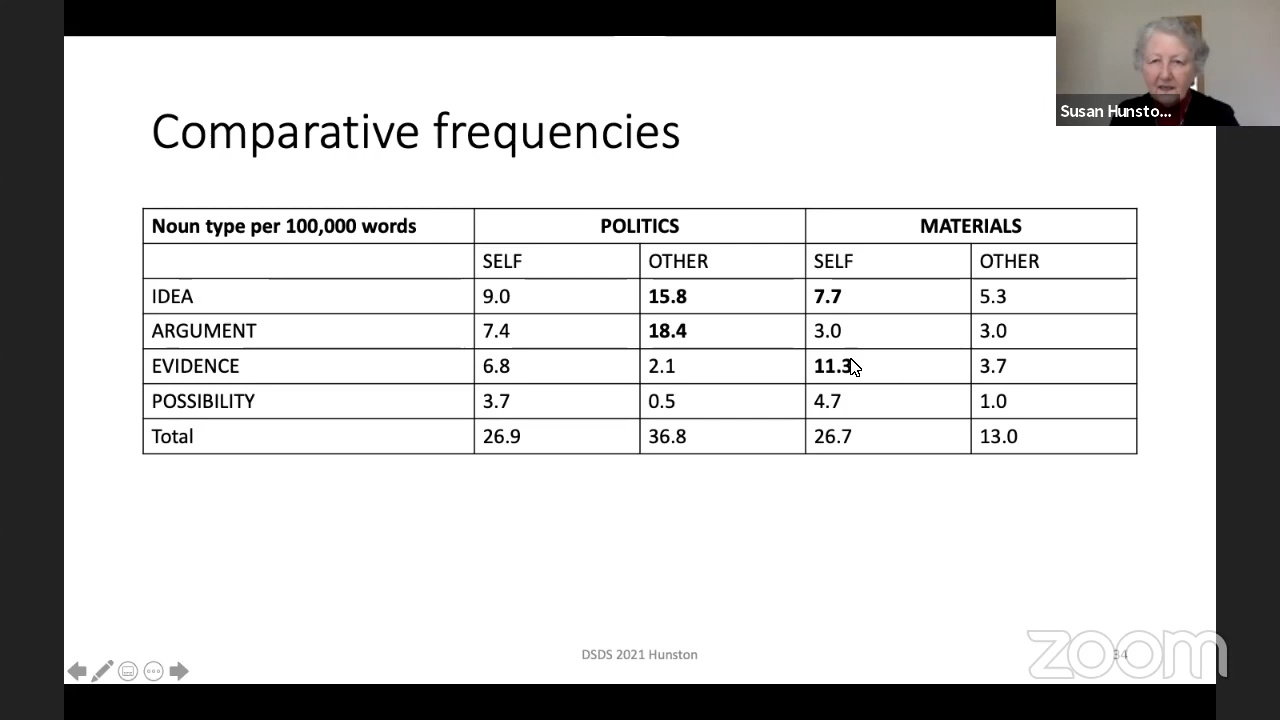 Susan Hunsto...
Comparative frequencies
Noun type per 100,000 words POLITICS MATERIALS
SELF OTHER SELF OTHER
IDEA 9.0 15.8 7.7 5.3
ARGUMENT 7.4 18.4 3.0 3.0
EVIDENCE 6.8 2.1 11.3 3.7
POSSIBILITY 3.7 0.5 4.7 1.0
Total 26.9 36.8 26.7 13.0
DSDS 2021 Hunston
34
zoom